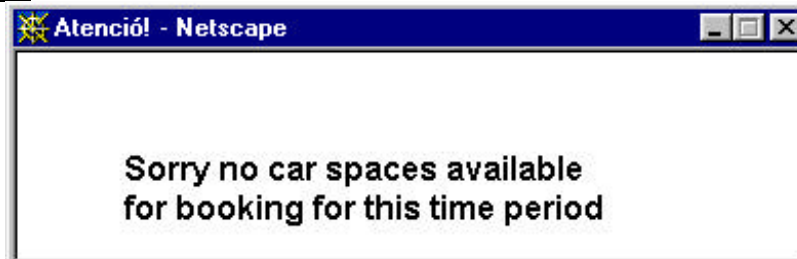 Atenció! - Netscape
Sorry no car spaces available
for booking for this time period